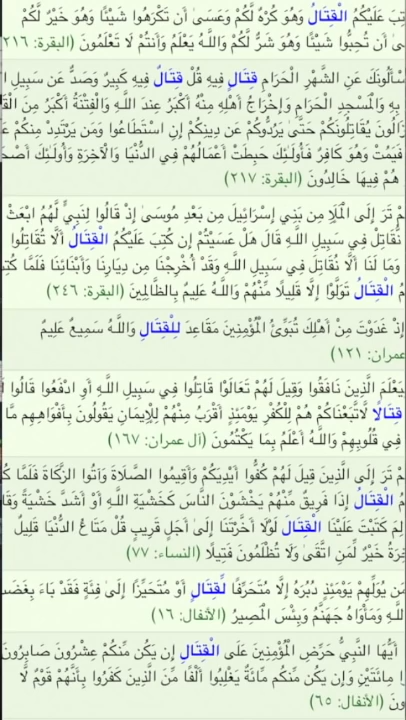 تِبَ عَلَيْكُمُ الْقِتَالُ وَهُوَ كُرْهٌ لَّكُمْ وَعَسَىٰ أَن تَكْرَهُوا شَيْئًا وَهُوَ خَيْرٌ لَّكُمْ
ىٰ أَن تُحِبُّوا شَيْئًا وَهُوَ شَرٌّ لَّكُمْ وَاللَّهُ يَعْلَمُ وَأَنتُمْ لَا تَعْلَمُونَ (البقرة: ٢١٦
سْأَلُونَكَ عَنِ الشَّهْرِ الْحَرَامِ قِتَالٍ فِيهِ قُلْ قِتَالٌ فِيهِ كَبِيرٌ وَصَدٌّ عَن سَبِيلِ ا
بِهِ وَالْمَسْجِدِ الْحَرَامِ وَإِخْرَاجُ أَهْلِهِ مِنْهُ أَكْبَرُ عِندَ اللَّهِ وَالْفِتْنَةُ أَكْبَرُ مِنَ الْقَ
زَالُونَ يُقَاتِلُونَكُمْ حَتَّىٰ يَرُدُّوكُمْ عَن دِينِكُمْ إِنِ اسْتَطَاعُوا وَمَن يَرْتَدِدْ مِنكُمْ عَ
فَيَمُتْ وَهُوَ كَافِرٌ فَأُولَٰئِكَ حَبِطَتْ أَعْمَالُهُمْ فِي الدُّنْيَا وَالْآخِرَةِ وَأُولَٰئِكَ أَصْحَ
هُمْ فِيهَا خَالِدُونَ (البقرة: ٢١٧)
مْ تَرَ إِلَى الْمَلَإِ مِن بَنِي إِسْرَائِيلَ مِن بَعْدِ مُوسَىٰ إِذْ قَالُوا لِنَبِيٍّ لَّهُمُ ابْعَثْ
نُّقَاتِلْ فِي سَبِيلِ اللَّهِ قَالَ هَلْ عَسَيْتُمْ إِن كُتِبَ عَلَيْكُمُ الْقِتَالُ أَلَّا تُقَاتِلُوا
وَمَا لَنَا أَلَّا نُقَاتِلَ فِي سَبِيلِ اللَّهِ وَقَدْ أُخْرِجْنَا مِن دِيَارِنَا وَأَبْنَائِنَا فَلَمَّا كُتِ
مُ الْقِتَالُ تَوَلَّوْا إِلَّا قَلِيلًا مِّنْهُمْ وَاللَّهُ عَلِيمٌ بِالظَّالِمِينَ (البقرة: ٢٤٦)
إِذْ غَدَوْتَ مِنْ أَهْلِكَ تُبَوِّئُ الْمُؤْمِنِينَ مَقَاعِدَ لِلْقِتَالِ وَاللَّهُ سَمِيعٌ عَلِيمٌ
عمران: ١٢١)
يَعْلَمَ الَّذِينَ نَافَقُوا وَقِيلَ لَهُمْ تَعَالَوْا قَاتِلُوا فِي سَبِيلِ اللَّهِ أَوِ ادْفَعُوا قَالُوا ل
قِتَالًا لَّاتَّبَعْنَاكُمْ هُمْ لِلْكُفْرِ يَوْمَئِذٍ أَقْرَبُ مِنْهُمْ لِلْإِيمَانِ يَقُولُونَ بِأَفْوَاهِهِم مَّا
فِي قُلُوبِهِمْ وَاللَّهُ أَعْلَمُ بِمَا يَكْتُمُونَ (آل عمران: ١٦٧)
مْ تَرَ إِلَى الَّذِينَ قِيلَ لَهُمْ كُفُّوا أَيْدِيَكُمْ وَأَقِيمُوا الصَّلَاةَ وَآتُوا الزَّكَاةَ فَلَمَّا كُ
مُ الْقِتَالُ إِذَا فَرِيقٌ مِّنْهُمْ يَخْشَوْنَ النَّاسَ كَخَشْيَةِ اللَّهِ أَوْ أَشَدَّ خَشْيَةً وَقَا
لِمَ كَتَبْتَ عَلَيْنَا الْقِتَالَ لَوْلَا أَخَّرْتَنَا إِلَىٰ أَجَلٍ قَرِيبٍ قُلْ مَتَاعُ الدُّنْيَا قَلِيلٌ
خِرَةُ خَيْرٌ لِّمَنِ اتَّقَىٰ وَلَا تُظْلَمُونَ فَتِيلًا (النساء: ٧٧)
مَن يُوَلِّهِمْ يَوْمَئِذٍ دُبُرَهُ إِلَّا مُتَحَرِّفًا لِّقِتَالٍ أَوْ مُتَحَيِّزًا إِلَىٰ فِئَةٍ فَقَدْ بَاءَ بِغَضَبٍ
للَّهِ وَمَأْوَاهُ جَهَنَّمُ وَبِئْسَ الْمَصِيرُ (الأنفال: ١٦)
أَيُّهَا النَّبِيُّ حَرِّضِ الْمُؤْمِنِينَ عَلَى الْقِتَالِ إِن يَكُن مِّنكُمْ عِشْرُونَ صَابِرُونَ
ا مِائَتَيْنِ وَإِن يَكُن مِّنكُم مِّائَةٌ يَغْلِبُوا أَلْفًا مِّنَ الَّذِينَ كَفَرُوا بِأَنَّهُمْ قَوْمٌ لَّا
ونَ (الأنفال: ٦٥)